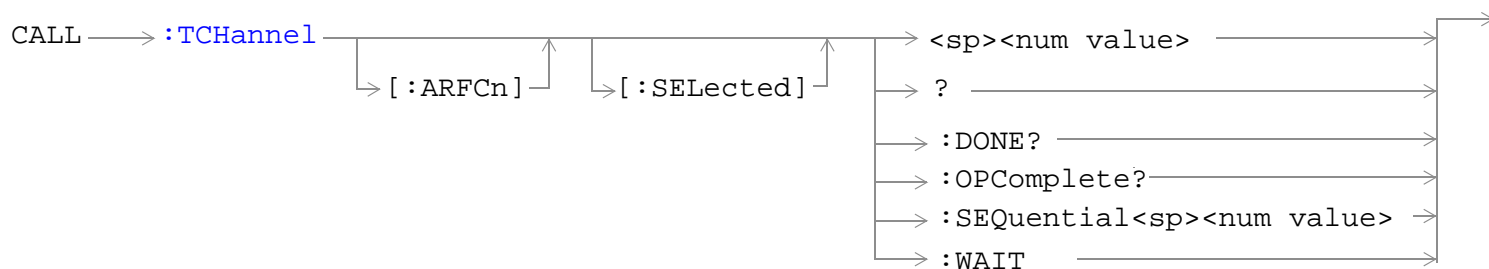 CALL :TCHannel <sp><num value>
[:ARFCn] [:SELected] ?
:DONE?
:OPComplete?
:SEQuential<sp><num value>
:WAIT